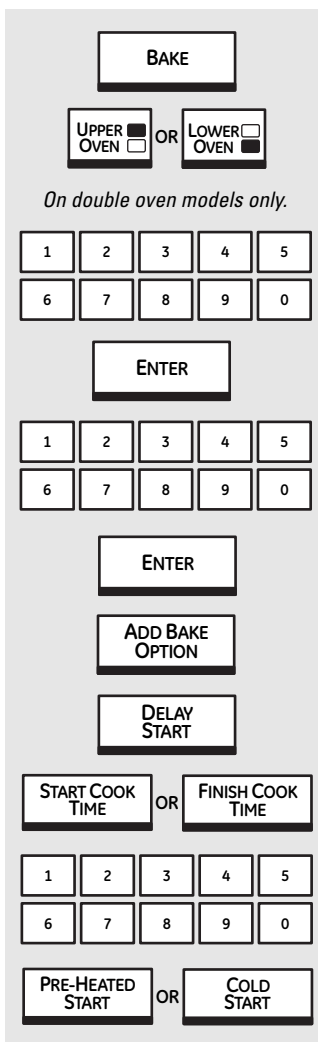 BAKE
UPPER OVEN OR LOWER OVEN
On double oven models only.
1 2 3 4 5
6 7 8 9 0
ENTER
1 2 3 4 5
6 7 8 9 0
ENTER
ADD BAKE
OPTION
DELAY
START
START COOK TIME OR FINISH COOK TIME
1 2 3 4 5
6 7 8 9 0
PRE-HEATED START OR COLD START